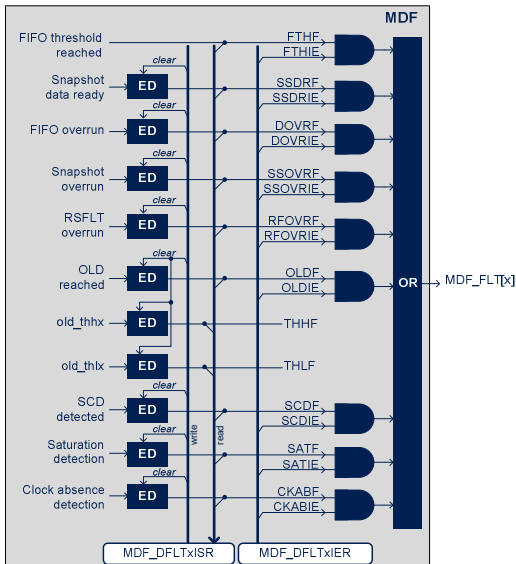 MDF
FIFO threshold
reached
FTHF
FTHIE
clear
Snapshot
data ready
ED
SSDRF
SSDRIE
clear
FIFO overrun
ED
DOVRF
DOVRIE
clear
Snapshot
overrun
ED
SSOVRF
SSOVRIE
clear
RSFLT
overrun
ED
RFOVRF
RFOVRIE
clear
OLD
reached
ED
OLDF
OLDIE
OR
MDF_FLT[x]
old_thhx
ED
THHF
old_thlx
ED
THLF
clear
SCD
detected
ED
SCDF
SCDIE
write
read
clear
Saturation
detection
ED
SATF
SATIE
clear
Clock absence
detection
ED
CKABF
CKABIE
MDF_DFLTxISR
MDF_DFLTxIER